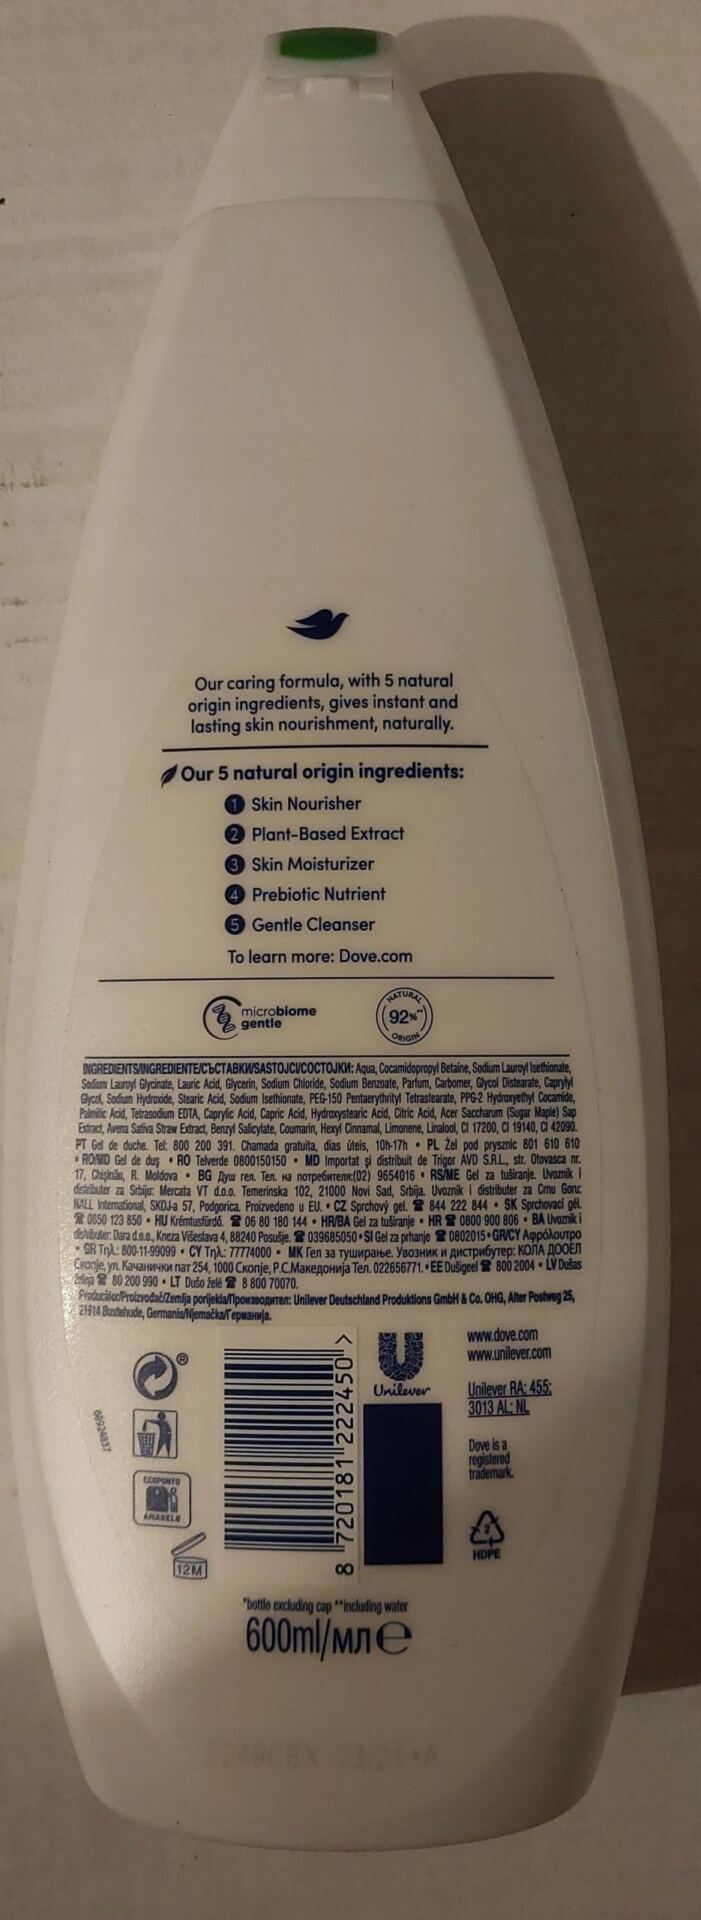 Our caring formula, with 5 natural
origin ingredients, gives instant and
lasting skin nourishment, naturally.
Our 5 natural origin ingredients:
1 Skin Nourisher
2 Plant-Based Extract
3 Skin Moisturizer
4 Prebiotic Nutrient
5 Gentle Cleanser
To learn more: Dove.com
microbiome
gentle
NATURAL
92%**
ORIGIN
INGREDIENTS/INGREDIENTE/СЪСТАВКИ/SASTOJCI/СОСТОЈКИ: Aqua, Cocamidopropyl Betaine, Sodium Lauroyl Isethionate,
Sodium Lauroyl Glycinate, Lauric Acid, Glycerin, Sodium Chloride, Sodium Benzoate, Parfum, Carbomer, Glycol Distearate, Caprylyl
Glycol, Sodium Hydroxide, Stearic Acid, Sodium Isethionate, PEG-150 Pentaerythrityl Tetrastearate, PPG-2 Hydroxyethyl Cocamide,
Palmitic Acid, Tetrasodium EDTA, Caprylic Acid, Capric Acid, Hydroxystearic Acid, Citric Acid, Acer Saccharum (Sugar Maple) Sap
Extract, Avena Sativa Straw Extract, Benzyl Salicylate, Coumarin, Hexyl Cinnamal, Limonene, Linalool, CI 17200, CI 19140, CI 42090.
PT Gel de duche. Tel: 800 200 391. Chamada gratuita, dias úteis, 10h-17h • PL Żel pod prysznic 801 610 610
• RO/MD Gel de duș • RO Telverde 0800150150 • MD Importat și distribuit de Trigor AVD S.R.L., str. Otovasca nr.
17, Chișinău, R. Moldova • BG Душ гел. Тел. на потребителя:(02) 9654016 • RS/ME Gel za tuširanje. Uvoznik i
distributer za Srbiju: Mercata VT d.o.o. Temerinska 102, 21000 Novi Sad, Srbija. Uvoznik i distributer za Crnu Goru:
NALL International, SKOJ-a 57, Podgorica. Proizvedeno u EU. • CZ Sprchový gel. ☎ 844 222 844 • SK Sprchovací gél.
☎ 0850 123 850 • HU Krémtusfürdő. ☎ 06 80 180 144 • HR/BA Gel za tuširanje • HR ☎ 0800 900 806 • BA Uvoznik i
distributer: Dara d.o.o., Kneza Višeslava 4, 88240 Posušje. ☎ 039685050 • SI Gel za prhanje ☎ 0802015 • GR/CY Αφρόλουτρο
• GR Τηλ: 800-11-99099 • CY Τηλ: 77774000 • MK Гел за туширање. Увозник и дистрибутер: КОЛА ДООЕЛ
Скопје, ул. Качанички пат 254, 1000 Скопје, Р.С.Македонија Тел. 022656771. • EE Dušigeel ☎ 800 2004 • LV Dušas
želeja ☎ 80 200 990 • LT Dušo želė ☎ 8 800 70070.
Producător/Proizvođač/Zemlja porijekla/Производител: Unilever Deutschland Produktions GmbH & Co. OHG, Alter Postweg 25,
21614 Buxtehude, Germania/Njemačka/Германија.
®
68924837
ECOPONTO
AMARELO
12M
8 720181 222450 >
Unilever
www.dove.com
www.unilever.com
Unilever RA: 455;
3013 AL; NL
Dove is a
registered
trademark.
2
HDPE
*bottle excluding cap **including water
600ml/мл e